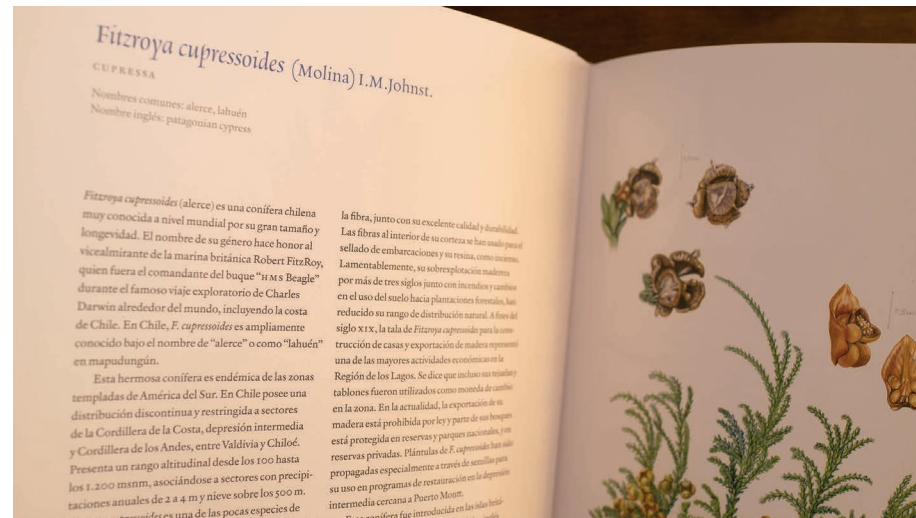 Fitzroya cupressoides (Molina) I.M.Johnst.
CUPRESSA
Nombres comunes: alerce, lahuén
Nombre inglés: patagonian cypress
Fitzroya cupressoides (alerce) es una conífera chilena
muy conocida a nivel mundial por su gran tamaño y
longevidad. El nombre de su género hace honor al
vicealmirante de la marina británica Robert FitzRoy,
quien fuera el comandante del buque “HMS Beagle”
durante el famoso viaje exploratorio de Charles
Darwin alrededor del mundo, incluyendo la costa
de Chile. En Chile, F. cupressoides es ampliamente
conocido bajo el nombre de “alerce” o como “lahuén”
en mapudungún.
Esta hermosa conífera es endémica de las zonas
templadas de América del Sur. En Chile posee una
distribución discontinua y restringida a sectores
de la Cordillera de la Costa, depresión intermedia
y Cordillera de los Andes, entre Valdivia y Chiloé.
Presenta un rango altitudinal desde los 100 hasta
los 1.200 msnm, asociándose a sectores con precipi-
taciones anuales de 2 a 4 m y nieve sobre los 500 m.
es una de las pocas especies de
la fibra, junto con su excelente calidad y durabilidad.
Las fibras al interior de su corteza se han usado para el
sellado de embarcaciones y su resina, como incienso.
Lamentablemente, su sobrexplotación maderera
por más de tres siglos junto con incendios y cambios
en el uso del suelo hacia plantaciones forestales, han
reducido su rango de distribución natural. A fines del
siglo XIX, la tala de Fitzroya cupressoides para la cons-
trucción de casas y exportación de madera representó
una de las mayores actividades económicas en la
Región de los Lagos. Se dice que incluso sus tejuelas y
tablones fueron utilizados como moneda de cambio
en la zona. En la actualidad, la exportación de su
madera está prohibida por ley y parte de sus bosques
está protegida en reservas y parques nacionales, y en
reservas privadas. Plántulas de F. cupressoides han sido
propagadas especialmente a través de semillas para
su uso en programas de restauración en la depresión
intermedia cercana a Puerto Montt.
conífera fue introducida en las islas britá-